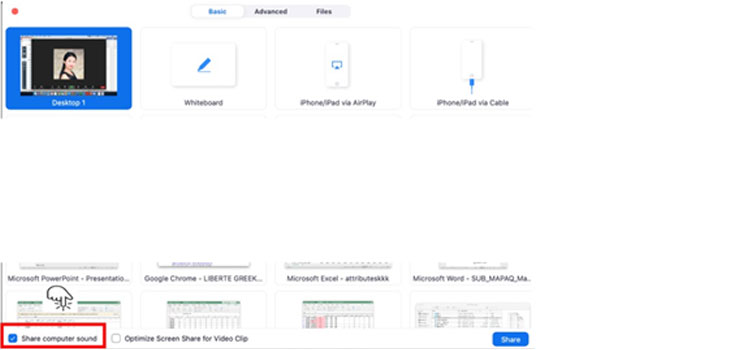 Basic Advanced Files
Desktop 1 Whiteboard iPhone/iPad via AirPlay iPhone/iPad via Cable
Microsoft PowerPoint - Presentatio... Google Chrome - LIBERTE GREEK... Microsoft Excel - attributeskkk Microsoft Word - SUB_MAPAQ_Ma...
Share computer sound Optimize Screen Share for Video Clip Share